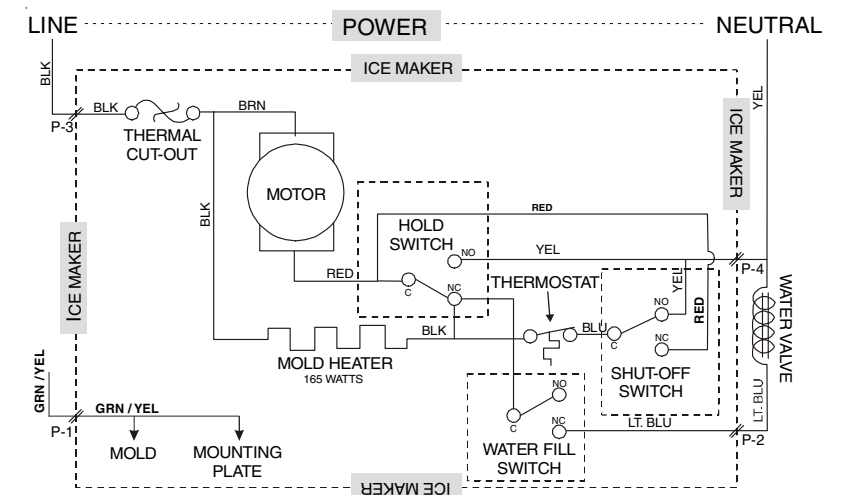 LINE
POWER
NEUTRAL
ICE MAKER
BLK
YEL
BLK
BRN
P-3
THERMAL
CUT-OUT
ICE MAKER
MOTOR
BLK
HOLD
SWITCH
RED
NO
YEL
P-4
ICE MAKER
RED
C
NC
THERMOSTAT
YEL
RED
NO
BLK
BLU
C
NC
WATER VALVE
MOLD HEATER
165 WATTS
SHUT-OFF
SWITCH
GRN /YEL
GRN / YEL
NO
LT. BLU
P-1
C
NC
LT. BLU
P-2
MOLD
MOUNTING
PLATE
WATER FILL
SWITCH
ICE MAKER